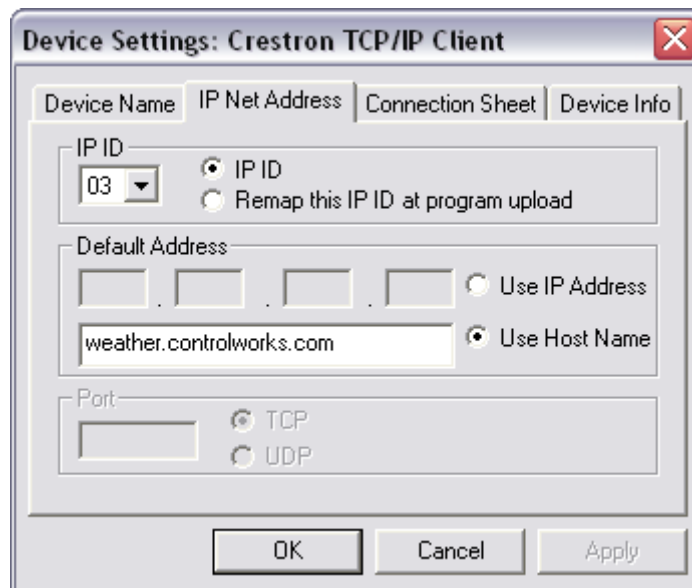 Device Settings: Crestron TCP/IP Client
Device Name IP Net Address Connection Sheet Device Info
IP ID
03 IP ID
Remap this IP ID at program upload
Default Address
. . . Use IP Address
weather.controlworks.com Use Host Name
Port
TCP
UDP
OK Cancel Apply